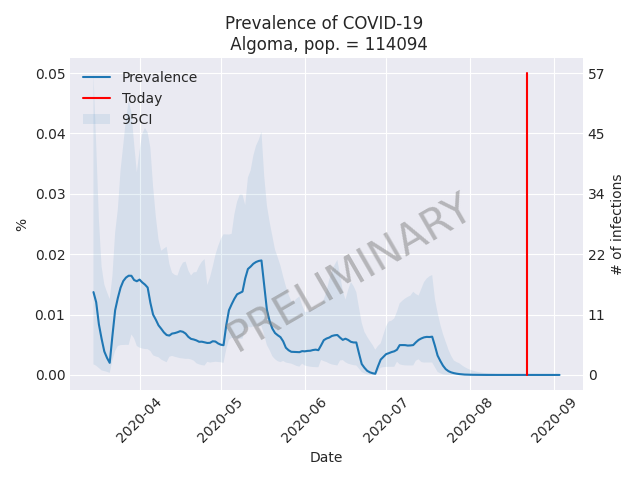 Prevalence of COVID-19
Algoma, pop. = 114094
Prevalence
Today
95CI
0.05
0.04
0.03
0.02
0.01
0.00
%
57
45
34
22
11
0
# of infections
PRELIMINARY
2020-04
2020-05
2020-06
2020-07
2020-08
2020-09
Date